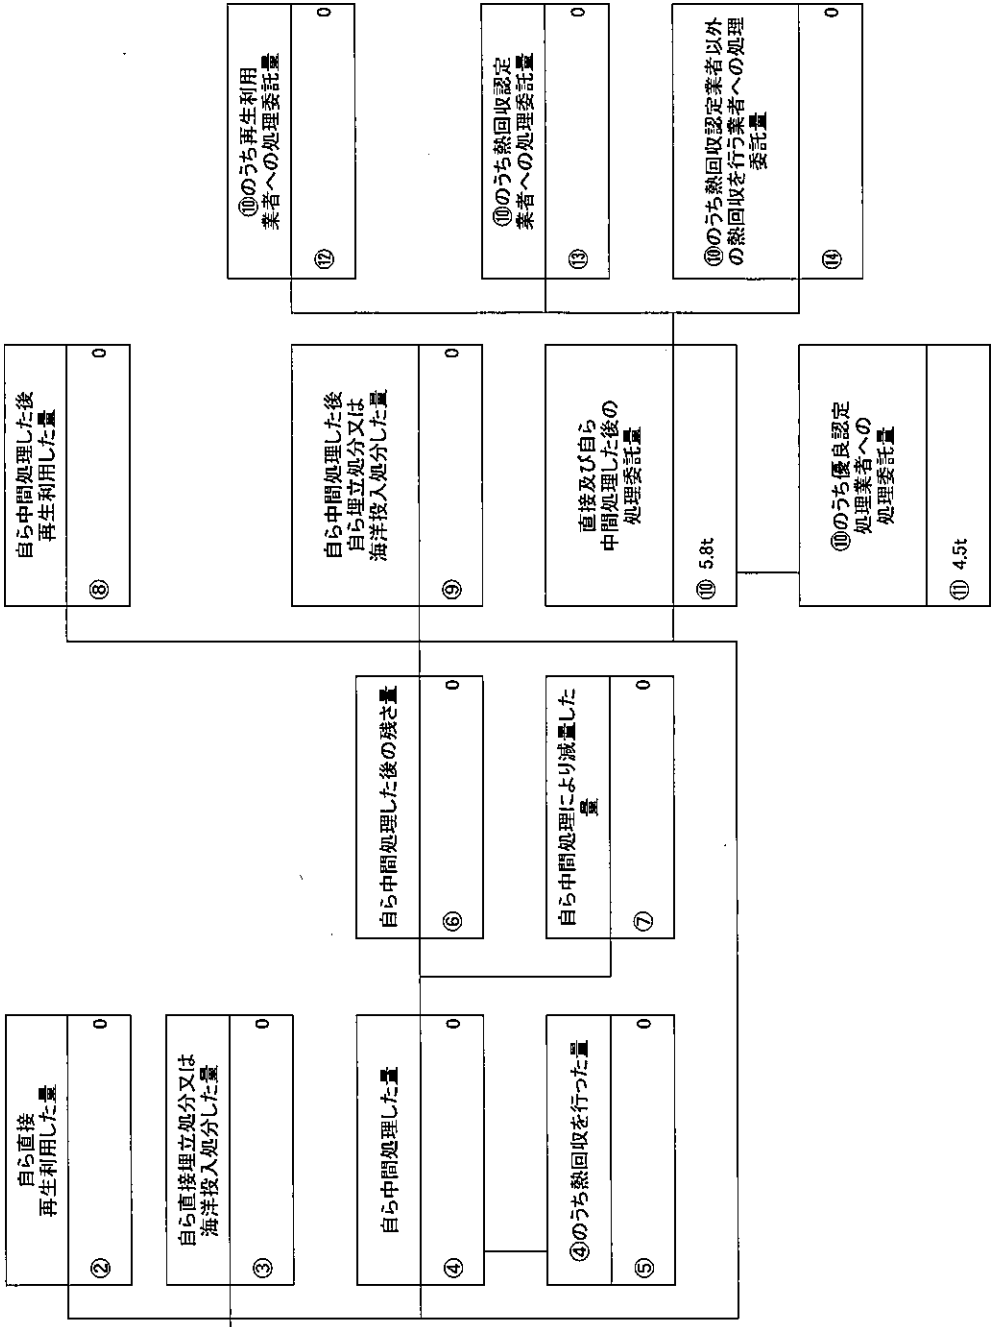 自ら直接
再生利用した量
② 0
自ら直接埋立処分又は
海洋投入処分した量
③ 0
自ら中間処理した量
④ 0
④のうち熱回収を行った量
⑤ 0
自ら中間処理した後の残さ量
⑥ 0
自ら中間処理により減量した
量
⑦ 0
自ら中間処理した後
再生利用した量
⑧ 0
自ら中間処理した後
自ら埋立処分又は
海洋投入処分した量
⑨ 0
直接及び自ら
中間処理した後の
処理委託量
⑩ 5.8t
⑩のうち優良認定
処理業者への
処理委託量
⑪ 4.5t
⑩のうち再生利用
業者への処理委託量
⑫ 0
⑩のうち熱回収認定
業者への処理委託量
⑬ 0
⑩のうち熱回収認定業者以外
の熱回収を行う業者への処理
委託量
⑭ 0